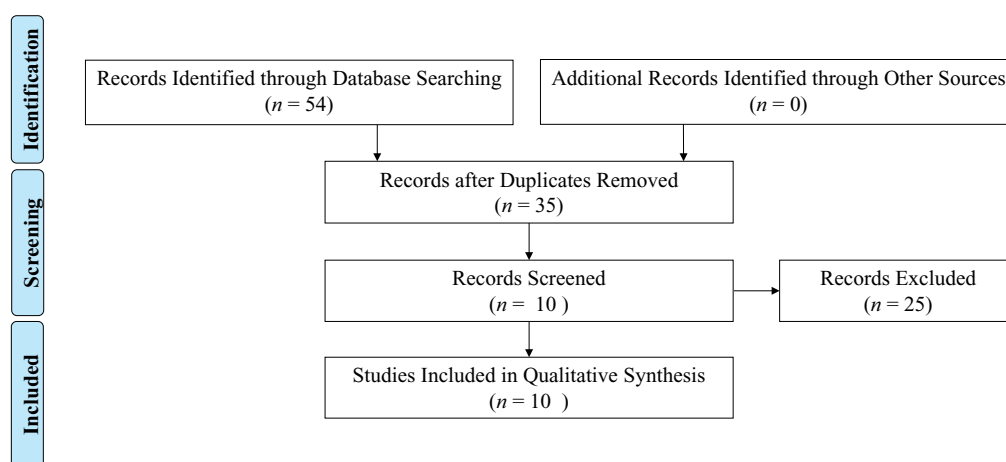 Identification
Records Identified through Database Searching
(n = 54)
Additional Records Identified through Other Sources
(n = 0)
Screening
Records after Duplicates Removed
(n = 35)
Records Screened
(n = 10 )
Records Excluded
(n = 25)
Included
Studies Included in Qualitative Synthesis
(n = 10 )